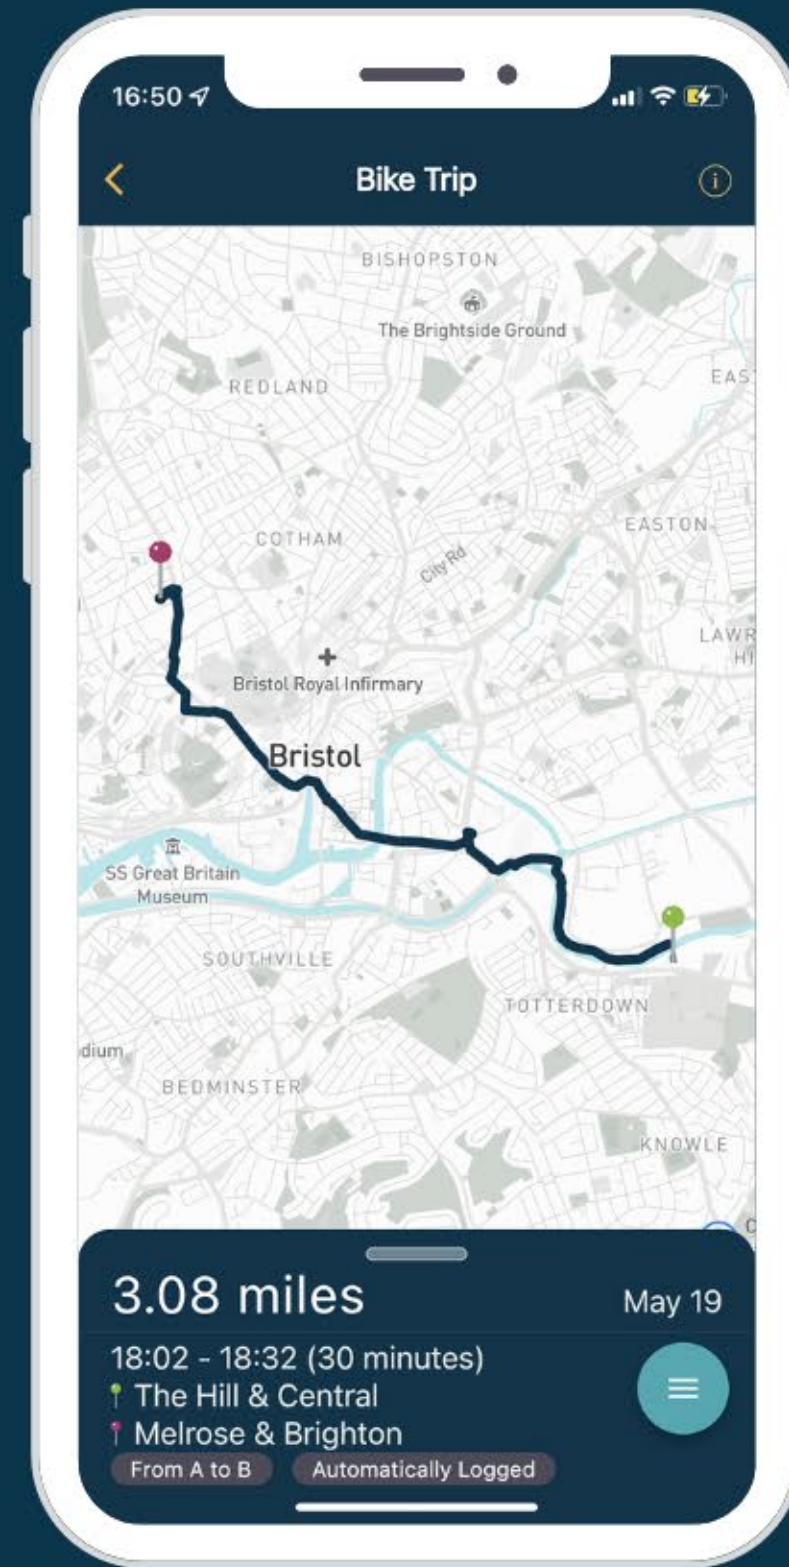 16:50
Bike Trip
BISHOPSTON
The Brightside Ground
REDLAND
EAS
COTHAM
City Rd
EASTON
LAWR
HI
Bristol Royal Infirmary
Bristol
SS Great Britain
Museum
SOUTHVILLE
TOTTERDOWN
dium
BEDMINSTER
KNOWLE
C
3.08 miles
May 19
18:02 - 18:32 (30 minutes)
The Hill & Central
Melrose & Brighton
From A to B
Automatically Logged